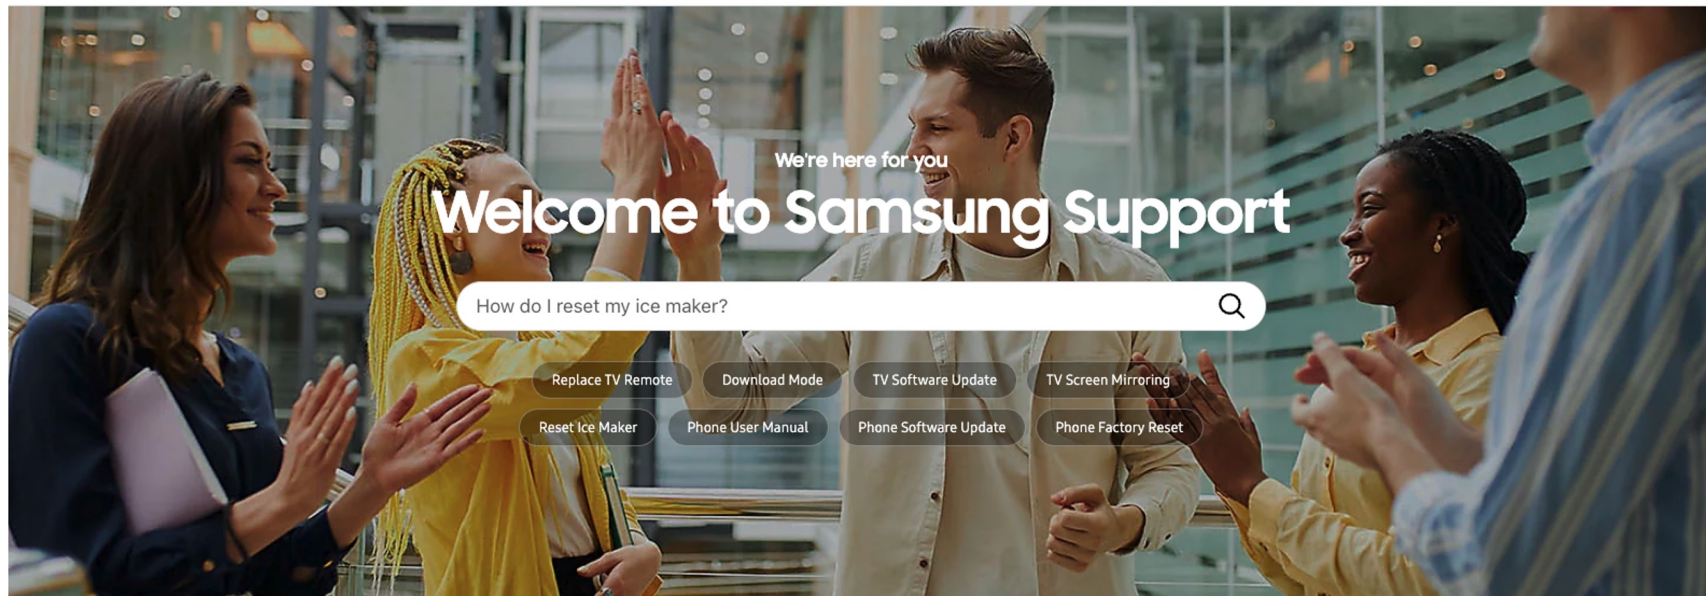 We're here for you
Welcome to Samsung Support
How do I reset my ice maker?
Replace TV Remote
Download Mode
TV Software Update
TV Screen Mirroring
Reset Ice Maker
Phone User Manual
Phone Software Update
Phone Factory Reset